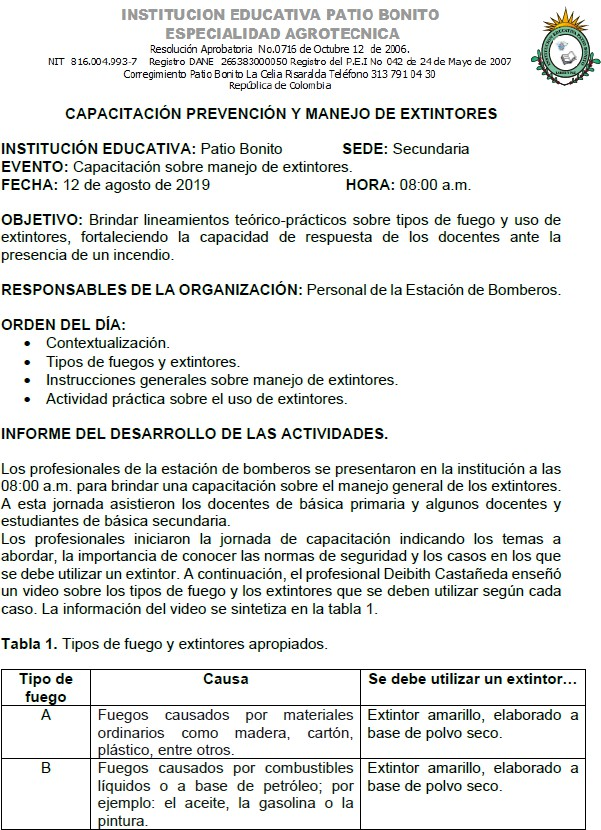 INSTITUCION EDUCATIVA PATIO BONITO
ESPECIALIDAD AGROTECNICA
Resolución Aprobatoria No.0716 de Octubre 12 de 2006.
NIT 816.004.993-7 Registro DANE 266383000050 Registro del P.E.I No 042 de 24 de Mayo de 2007
Corregimiento Patio Bonito La Celia Risaralda Teléfono 313 791 04 30
República de Colombia
CAPACITACIÓN PREVENCIÓN Y MANEJO DE EXTINTORES
INSTITUCIÓN EDUCATIVA: Patio Bonito SEDE: Secundaria
EVENTO: Capacitación sobre manejo de extintores.
FECHA: 12 de agosto de 2019 HORA: 08:00 a.m.
OBJETIVO: Brindar lineamientos teórico-prácticos sobre tipos de fuego y uso de
extintores, fortaleciendo la capacidad de respuesta de los docentes ante la
presencia de un incendio.
RESPONSABLES DE LA ORGANIZACIÓN: Personal de la Estación de Bomberos.
ORDEN DEL DÍA:
• Contextualización.
• Tipos de fuegos y extintores.
• Instrucciones generales sobre manejo de extintores.
• Actividad práctica sobre el uso de extintores.
INFORME DEL DESARROLLO DE LAS ACTIVIDADES.
Los profesionales de la estación de bomberos se presentaron en la institución a las
08:00 a.m. para brindar una capacitación sobre el manejo general de los extintores.
A esta jornada asistieron los docentes de básica primaria y algunos docentes y
estudiantes de básica secundaria.
Los profesionales iniciaron la jornada de capacitación indicando los temas a
abordar, la importancia de conocer las normas de seguridad y los casos en los que
se debe utilizar un extintor. A continuación, el profesional Deibith Castañeda enseñó
un video sobre los tipos de fuego y los extintores que se deben utilizar según cada
caso. La información del video se sintetiza en la tabla 1.
Tabla 1. Tipos de fuego y extintores apropiados.
Tipo de fuego Causa Se debe utilizar un extintor…
A Fuegos causados por materiales ordinarios como madera, cartón, plástico, entre otros. Extintor amarillo, elaborado a base de polvo seco.
B Fuegos causados por combustibles líquidos o a base de petróleo; por ejemplo: el aceite, la gasolina o la pintura. Extintor amarillo, elaborado a base de polvo seco.